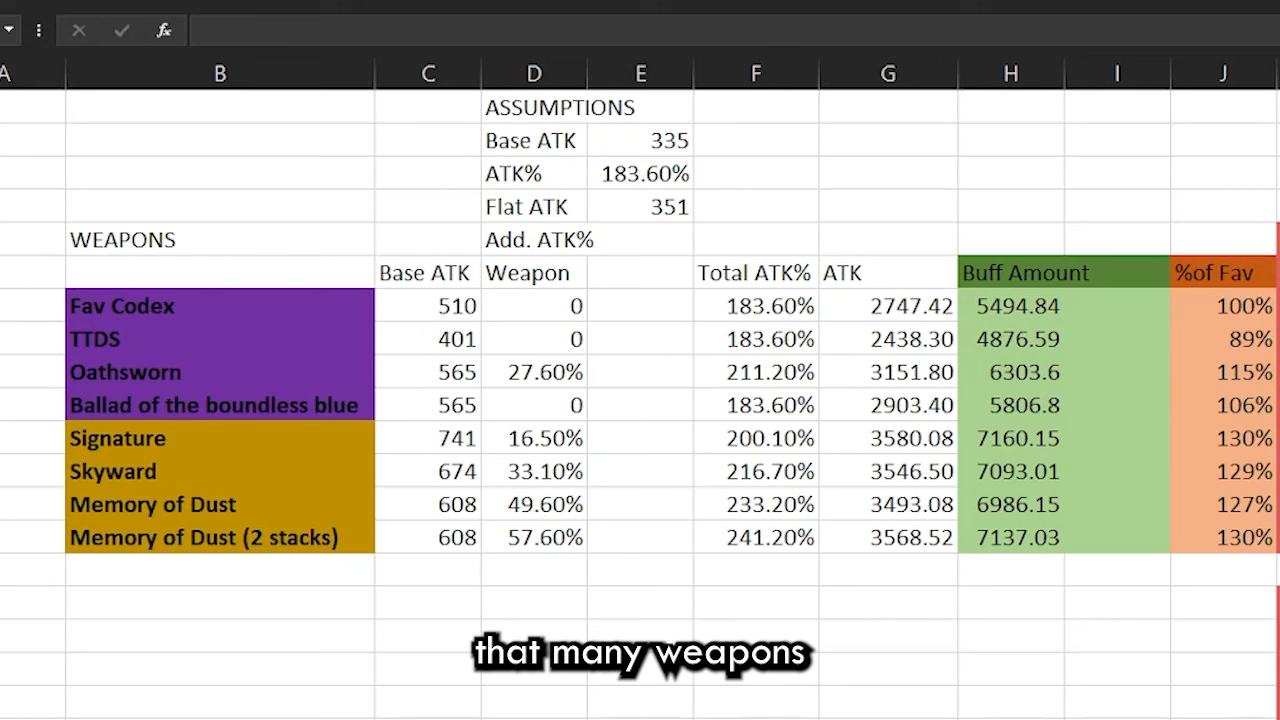 fx
A B C D E F G H I J
ASSUMPTIONS
Base ATK 335
ATK% 183.60%
Flat ATK 351
WEAPONS Add. ATK%
Base ATK Weapon Total ATK% ATK Buff Amount %of Fav
Fav Codex 510 0 183.60% 2747.42 5494.84 100%
TTDS 401 0 183.60% 2438.30 4876.59 89%
Oathsworn 565 27.60% 211.20% 3151.80 6303.6 115%
Ballad of the boundless blue 565 0 183.60% 2903.40 5806.8 106%
Signature 741 16.50% 200.10% 3580.08 7160.15 130%
Skyward 674 33.10% 216.70% 3546.50 7093.01 129%
Memory of Dust 608 49.60% 233.20% 3493.08 6986.15 127%
Memory of Dust (2 stacks) 608 57.60% 241.20% 3568.52 7137.03 130%
that many weapons